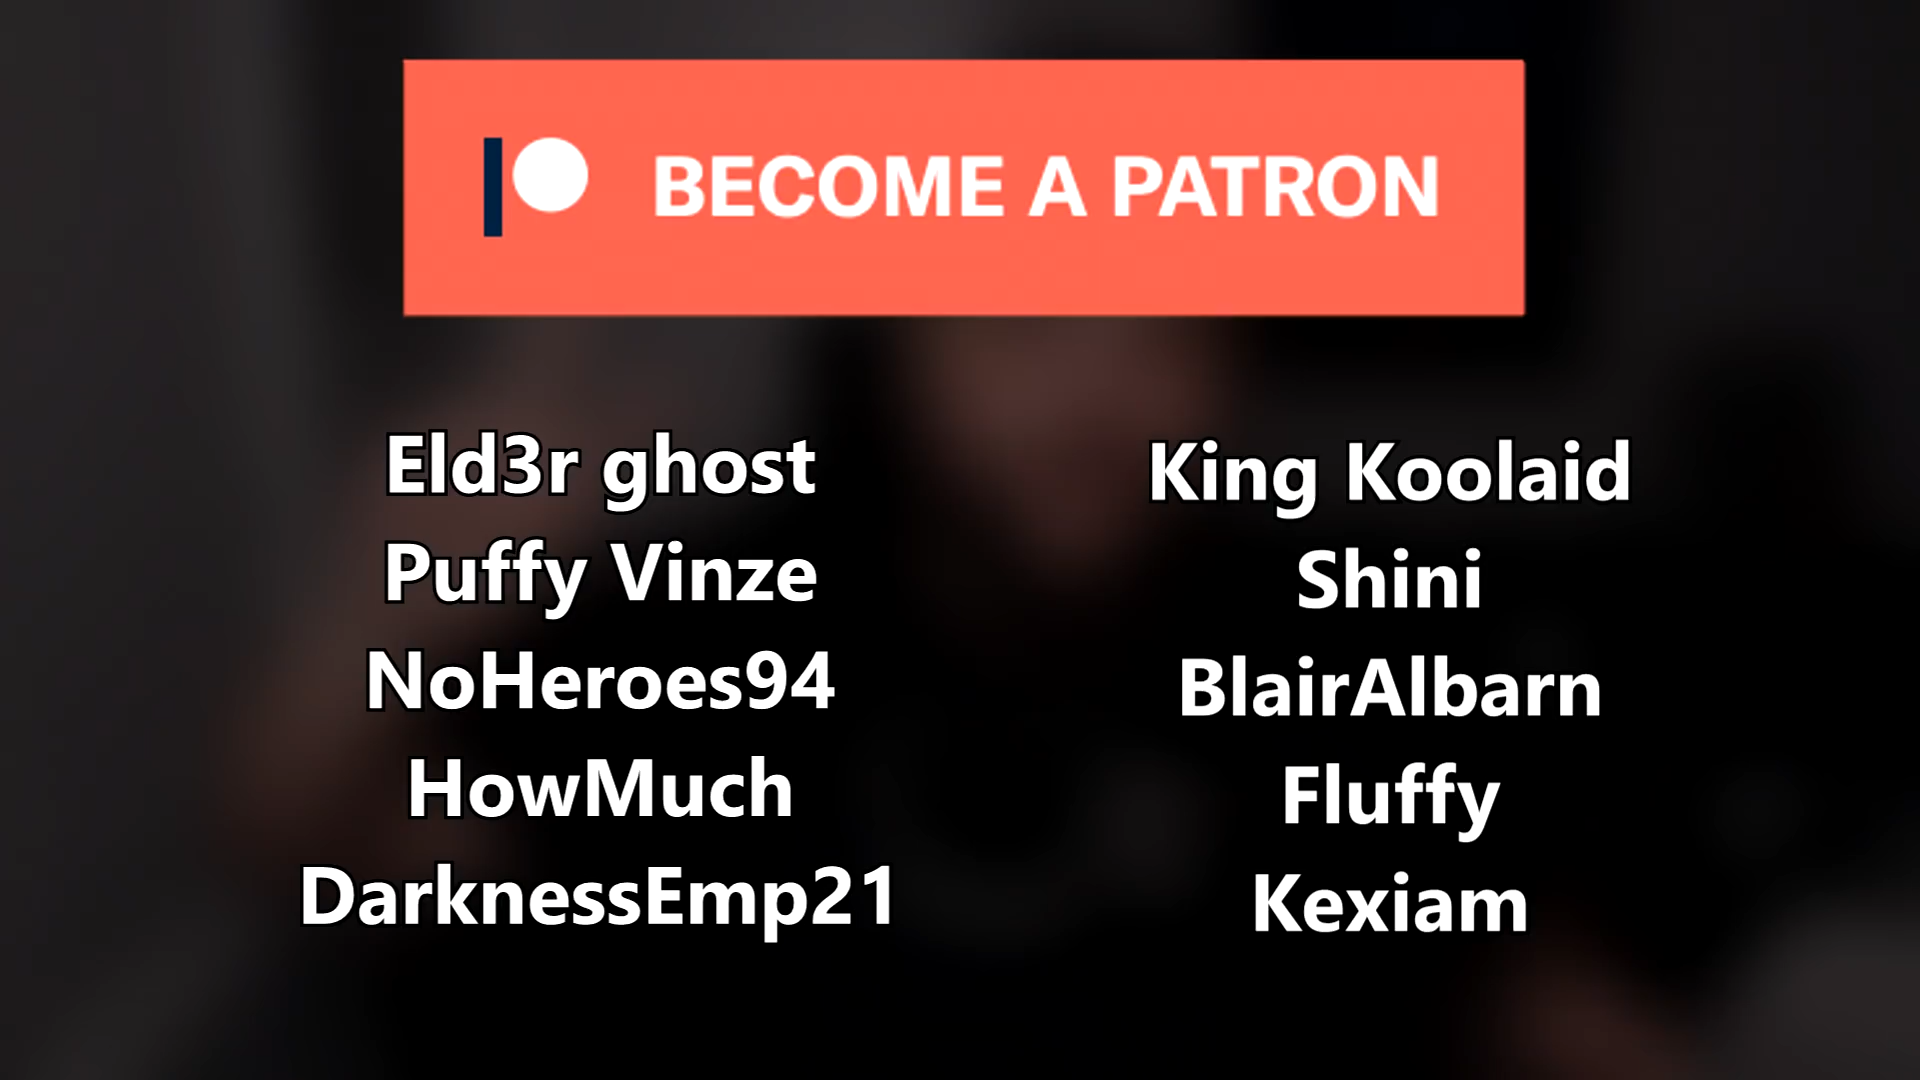 BECOME A PATRON
Eld3r ghost
Puffy Vinze
NoHeroes94
HowMuch
DarknessEmp21
King Koolaid
Shini
BlairAlbarn
Fluffy
Kexiam